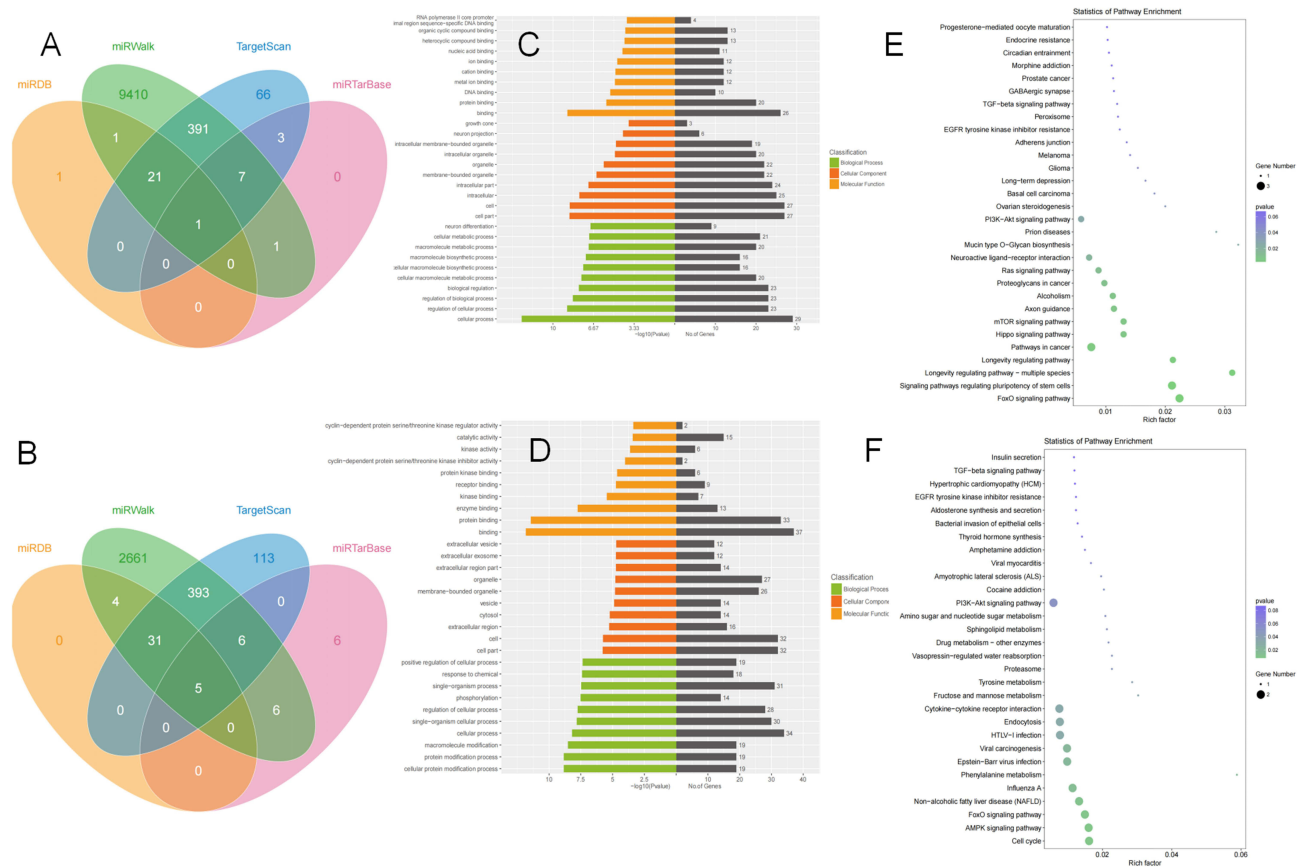 A
miRWalk
TargetScan
miRDB
miRTarBase
9410
66
1
391
3
1
21
7
0
1
0
0
0
1
0
C
RNA polymerase II core promoter
mal region sequence−specific DNA binding
4
organic cyclic compound binding
13
heterocyclic compound binding
13
nucleic acid binding
11
ion binding
12
cation binding
12
metal ion binding
12
DNA binding
10
protein binding
20
binding
26
growth cone
3
neuron projection
6
intracellular membrane−bounded organelle
19
intracellular organelle
20
organelle
22
membrane−bounded organelle
22
intracellular part
24
intracellular
25
cell
27
cell part
27
neuron differentiation
9
cellular metabolic process
21
macromolecule metabolic process
20
macromolecule biosynthetic process
16
cellular macromolecule biosynthetic process
16
cellular macromolecule metabolic process
20
biological regulation
23
regulation of biological process
23
regulation of cellular process
23
cellular process
29
10 6.67 3.33 10 20 30
−log10(Pvalue) No.of Genes
Classification
Biological Process
Cellular Component
Molecular Function
E
Statistics of Pathway Enrichment
Progesterone−mediated oocyte maturation
Endocrine resistance
Circadian entrainment
Morphine addiction
Prostate cancer
GABAergic synapse
TGF−beta signaling pathway
Peroxisome
EGFR tyrosine kinase inhibitor resistance
Adherens junction
Melanoma
Glioma
Long−term depression
Basal cell carcinoma
Ovarian steroidogenesis
PI3K−Akt signaling pathway
Prion diseases
Mucin type O−Glycan biosynthesis
Neuroactive ligand−receptor interaction
Ras signaling pathway
Proteoglycans in cancer
Alcoholism
Axon guidance
mTOR signaling pathway
Hippo signaling pathway
Pathways in cancer
Longevity regulating pathway
Longevity regulating pathway − multiple species
Signaling pathways regulating pluripotency of stem cells
FoxO signaling pathway
0.01 0.02 0.03
Rich factor
Gene Number
1
3
pvalue
0.06
0.04
0.02
B
miRWalk
TargetScan
miRDB
miRTarBase
2661
113
4
393
0
0
31
6
6
5
0
0
0
6
0
D
cyclin−dependent protein serine/threonine kinase regulator activity
2
catalytic activity
15
kinase activity
6
cyclin−dependent protein serine/threonine kinase inhibitor activity
2
protein kinase binding
6
receptor binding
9
kinase binding
7
enzyme binding
13
protein binding
33
binding
37
extracellular vesicle
12
extracellular exosome
12
extracellular region part
14
organelle
27
membrane−bounded organelle
26
vesicle
14
cytosol
14
extracellular region
16
cell
32
cell part
32
positive regulation of cellular process
19
response to chemical
18
single−organism process
31
phosphorylation
14
regulation of cellular process
28
single−organism cellular process
30
cellular process
34
macromolecule modification
19
protein modification process
19
cellular protein modification process
19
10 7.5 5 2.5 10 20 30 40
−log10(Pvalue) No.of Genes
Classification
Biological Process
Cellular Compone
Molecular Functic
F
Statistics of Pathway Enrichment
Insulin secretion
TGF−beta signaling pathway
Hypertrophic cardiomyopathy (HCM)
EGFR tyrosine kinase inhibitor resistance
Aldosterone synthesis and secretion
Bacterial invasion of epithelial cells
Thyroid hormone synthesis
Amphetamine addiction
Viral myocarditis
Amyotrophic lateral sclerosis (ALS)
Cocaine addiction
PI3K−Akt signaling pathway
Amino sugar and nucleotide sugar metabolism
Sphingolipid metabolism
Drug metabolism − other enzymes
Vasopressin−regulated water reabsorption
Proteasome
Tyrosine metabolism
Fructose and mannose metabolism
Cytokine−cytokine receptor interaction
Endocytosis
HTLV−I infection
Viral carcinogenesis
Epstein−Barr virus infection
Phenylalanine metabolism
Influenza A
Non−alcoholic fatty liver disease (NAFLD)
FoxO signaling pathway
AMPK signaling pathway
Cell cycle
0.02 0.04 0.06
Rich factor
pvalue
0.08
0.06
0.04
0.02
Gene Number
1
2